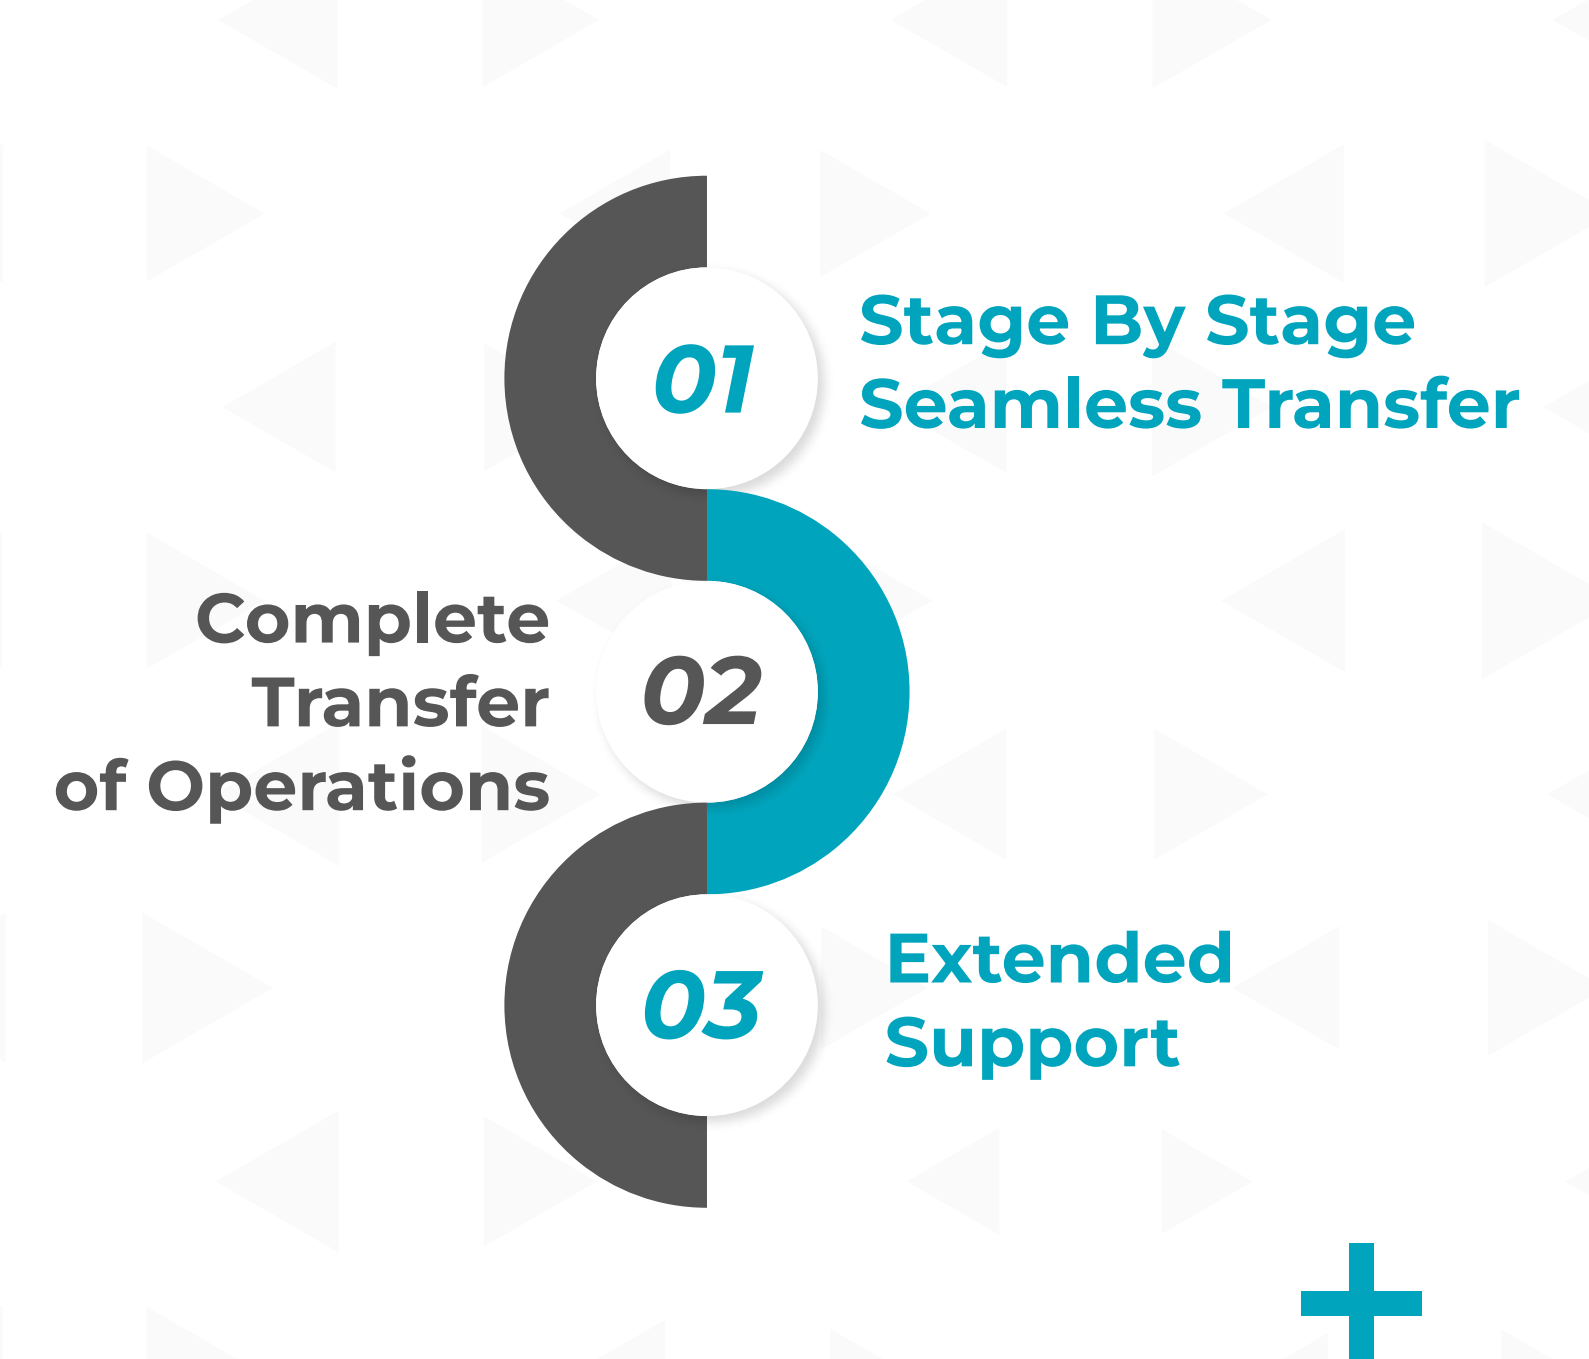 01
Stage By Stage
Seamless Transfer
02
Complete
Transfer
of Operations
03
Extended
Support